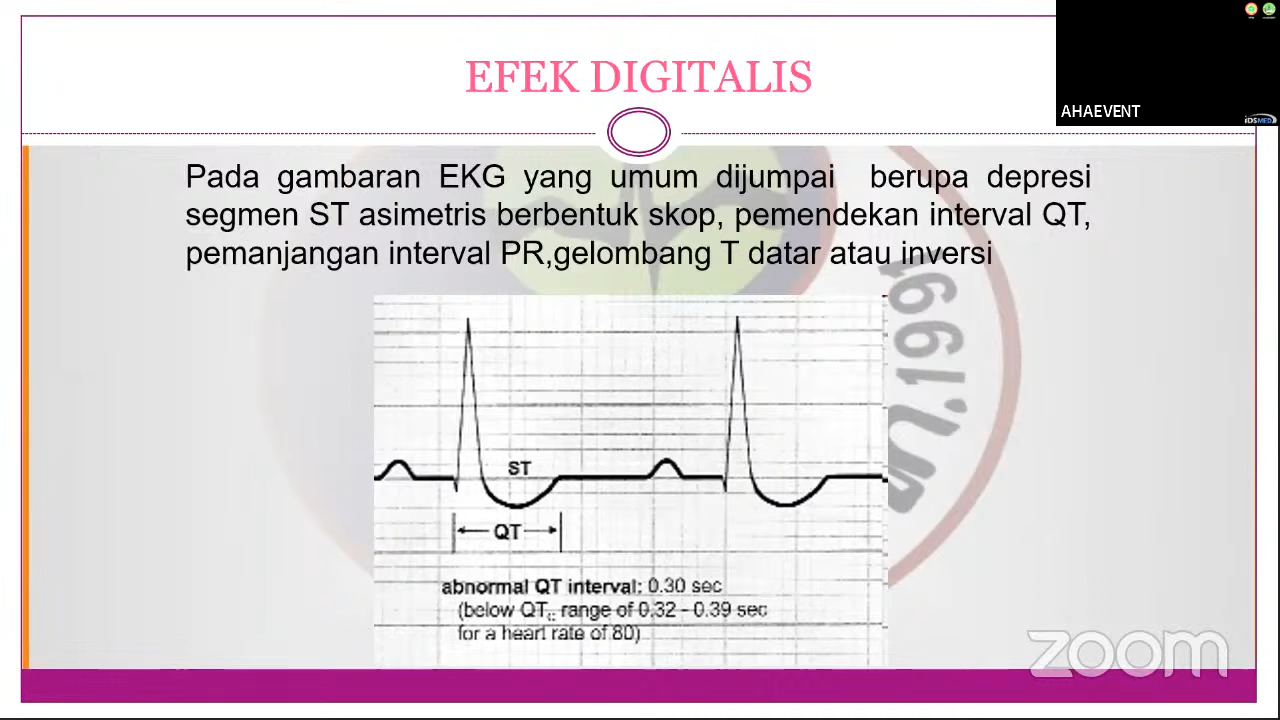 EFEK DIGITALIS
AHAEVENT
IDSMED
Pada gambaran EKG yang umum dijumpai berupa depresi
segmen ST asimetris berbentuk skop, pemendekan interval QT,
pemanjangan interval PR,gelombang T datar atau inversi
ST
QT
abnormal QT interval: 0.30 sec
(below QTc range of 0.32 - 0.39 sec
for a heart rate of 80)
1991
zoom